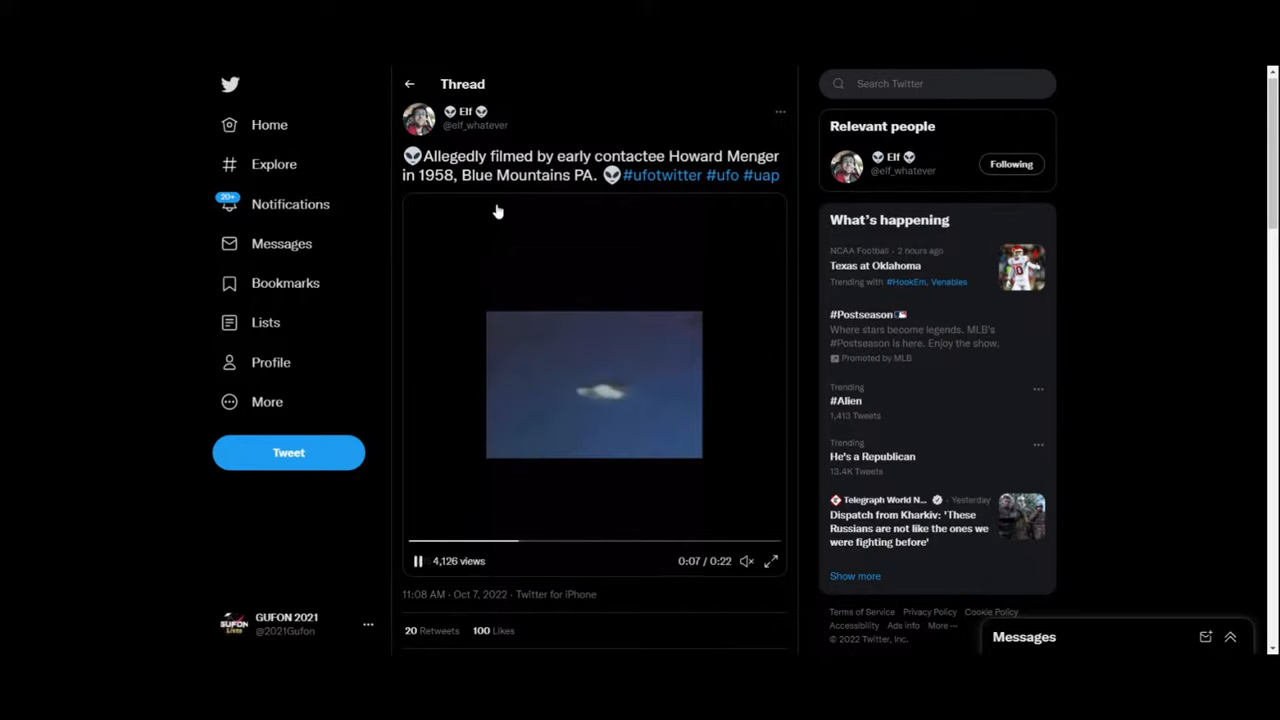 Home
Explore
20+
Notifications
Messages
Bookmarks
Lists
Profile
More
Tweet
GUFON
Lives
GUFON 2021
@2021Gufon
Thread
👽 Elf 👽
@elf_whatever
👽Allegedly filmed by early contactee Howard Menger
in 1958, Blue Mountains PA. 👽#ufotwitter #ufo #uap
4,126 views
0:07 / 0:22
11:08 AM · Oct 7, 2022 · Twitter for iPhone
20 Retweets 100 Likes
Search Twitter
Relevant people
👽 Elf 👽
@elf_whatever
Following
What's happening
NCAA Football · 2 hours ago
Texas at Oklahoma
Trending with #HookEm, Venables
#Postseason
Where stars become legends. MLB's
#Postseason is here. Enjoy the show.
Promoted by MLB
Trending
#Alien
1,413 Tweets
Trending
He's a Republican
13.4K Tweets
Telegraph World N... · Yesterday
Dispatch from Kharkiv: 'These
Russians are not like the ones we
were fighting before'
Show more
Terms of Service Privacy Policy Cookie Policy
Accessibility Ads info More ···
© 2022 Twitter, Inc.
Messages